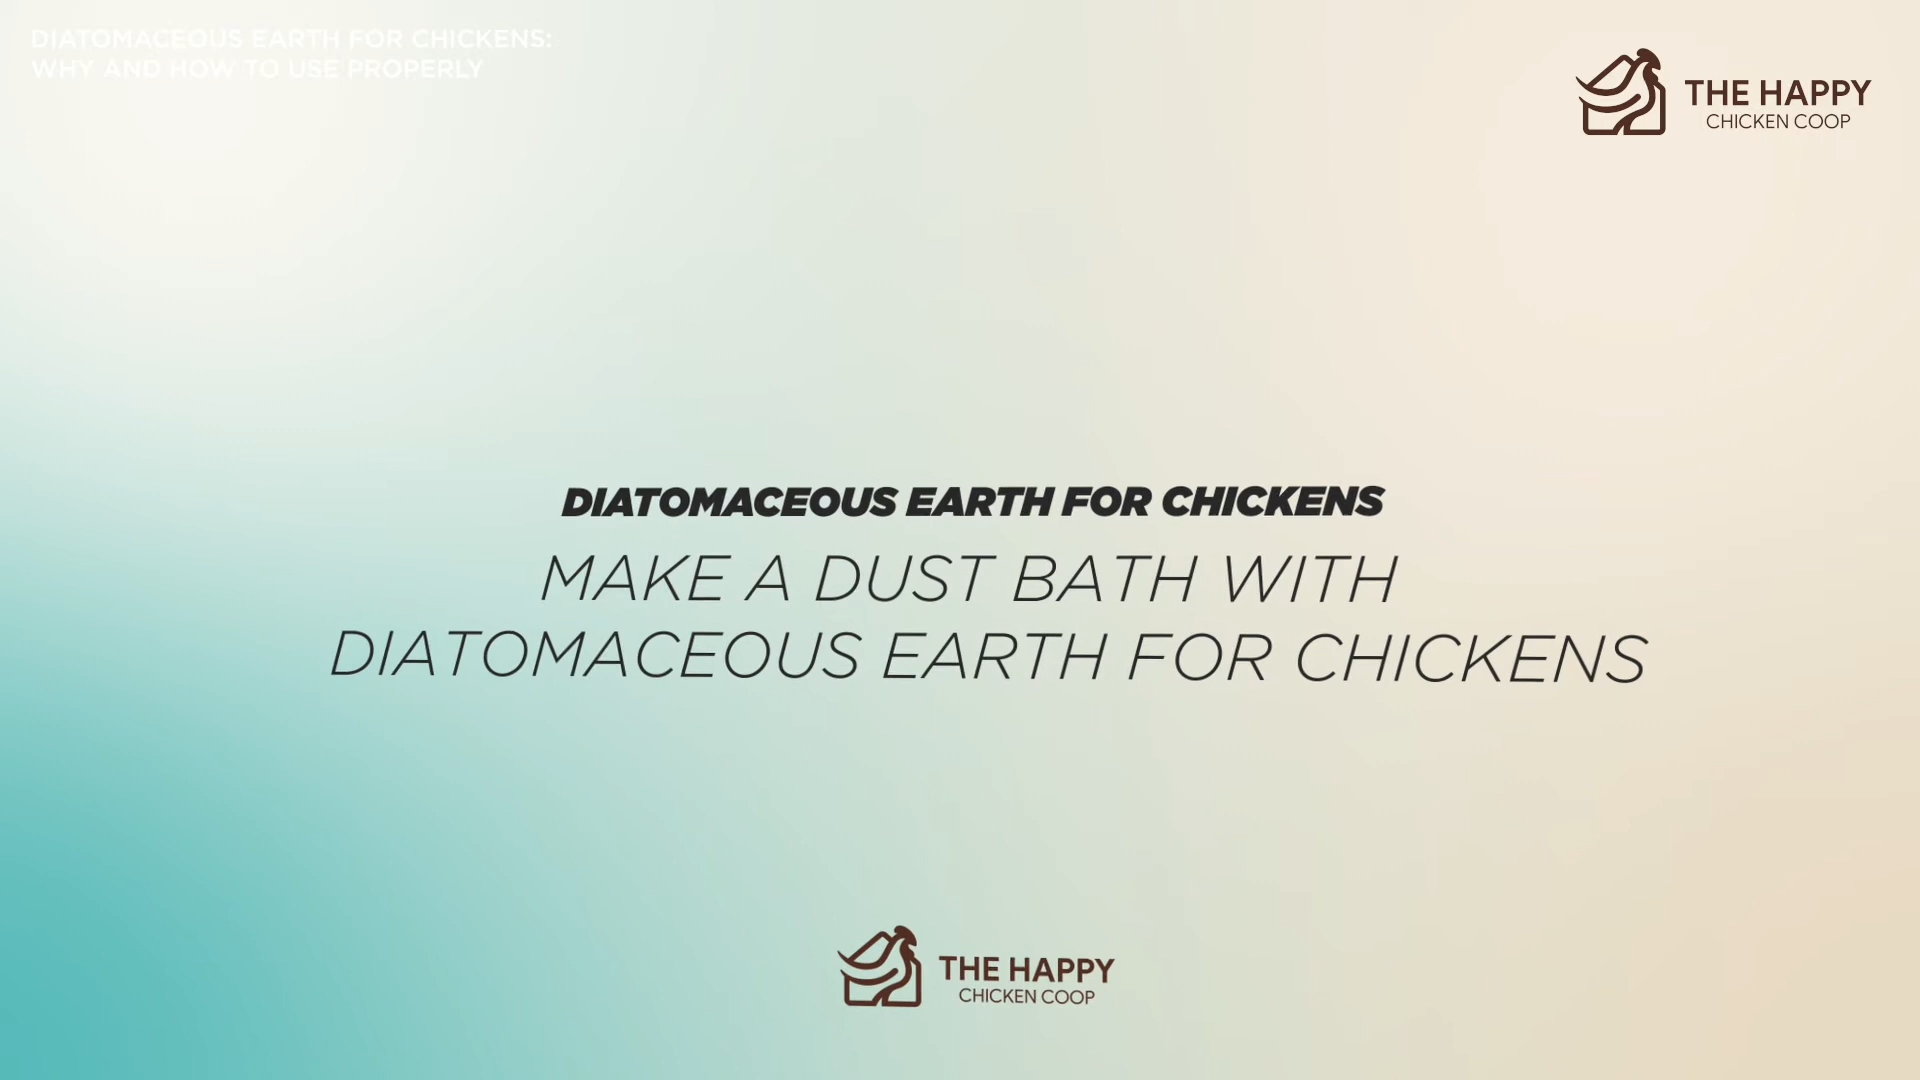 DIATOMACEOUS EARTH FOR CHICKENS:
WHY AND HOW TO USE PROPERLY
THE HAPPY
CHICKEN COOP
DIATOMACEOUS EARTH FOR CHICKENS
MAKE A DUST BATH WITH
DIATOMACEOUS EARTH FOR CHICKENS
THE HAPPY
CHICKEN COOP